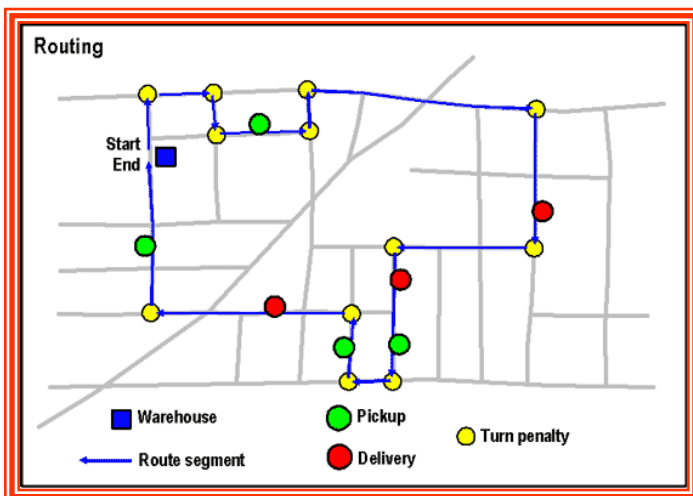 Routing
Start
End
Warehouse
Pickup
Turn penalty
Route segment
Delivery